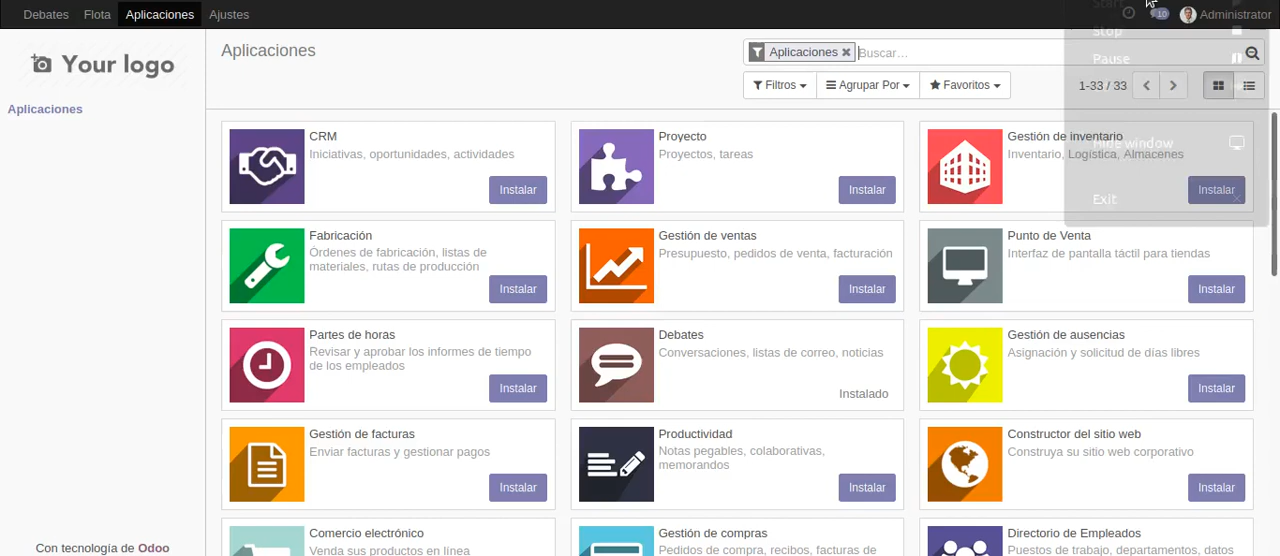 Debates Flota Aplicaciones Ajustes 10 Administrator
Start
Stop
Pause
Hide window
Exit
Your logo
Aplicaciones
Aplicaciones
Aplicaciones ✖ Buscar…
Filtros Agrupar Por Favoritos 1-33 / 33
CRM
Iniciativas, oportunidades, actividades
Instalar
Proyecto
Proyectos, tareas
Instalar
Gestión de inventario
Inventario, Logística, Almacenes
Instalar
Fabricación
Órdenes de fabricación, listas de
materiales, rutas de producción
Instalar
Gestión de ventas
Presupuesto, pedidos de venta, facturación
Instalar
Punto de Venta
Interfaz de pantalla táctil para tiendas
Instalar
Partes de horas
Revisar y aprobar los informes de tiempo
de los empleados
Instalar
Debates
Conversaciones, listas de correo, noticias
Instalado
Gestión de ausencias
Asignación y solicitud de días libres
Instalar
Gestión de facturas
Enviar facturas y gestionar pagos
Instalar
Productividad
Notas pegables, colaborativas,
memorandos
Instalar
Constructor del sitio web
Construya su sitio web corporativo
Instalar
Comercio electrónico
Venda sus productos en línea
Gestión de compras
Pedidos de compra, recibos, facturas de
Directorio de Empleados
Puestos de trabajo, departamentos, datos
Con tecnología de Odoo